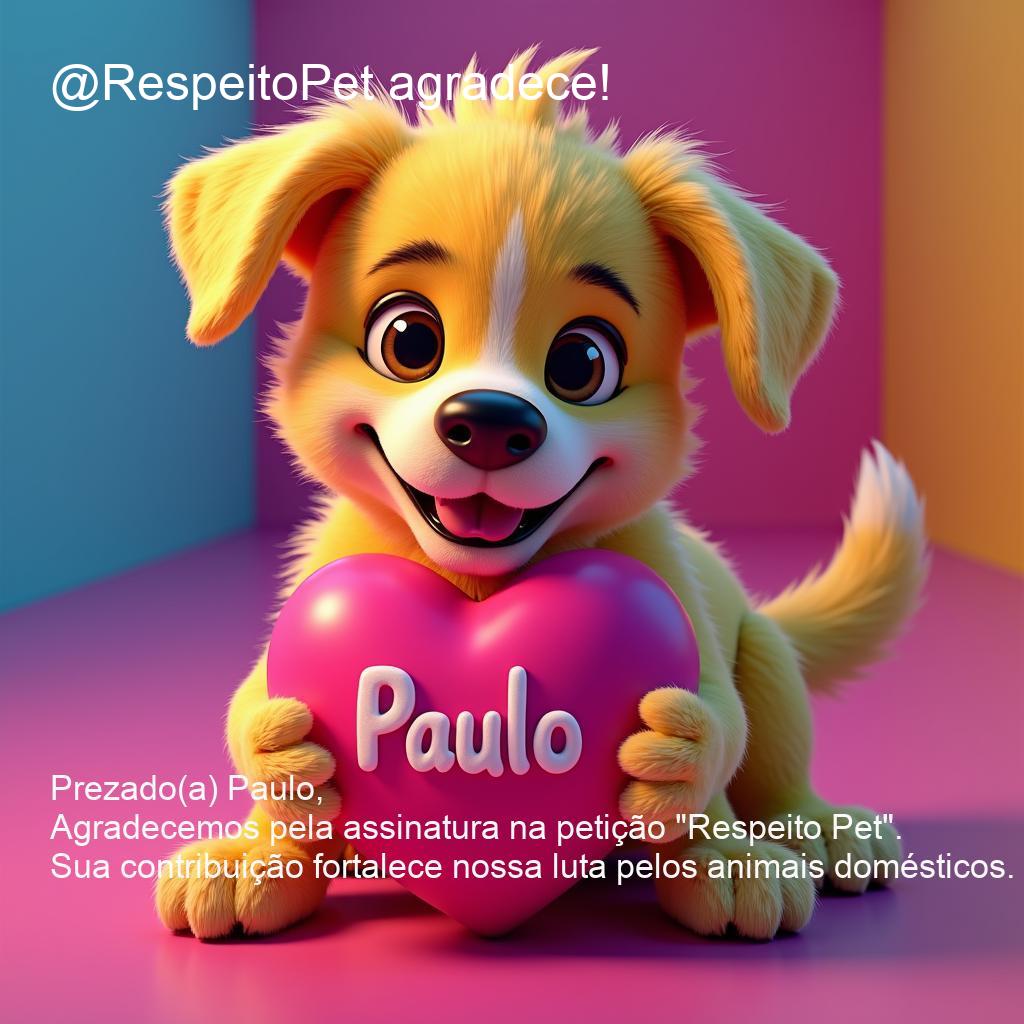 @RespeitoPet agradece!
Paulo
Prezado(a) Paulo,
Agradecemos pela assinatura na petição "Respeito Pet".
Sua contribuição fortalece nossa luta pelos animais domésticos.